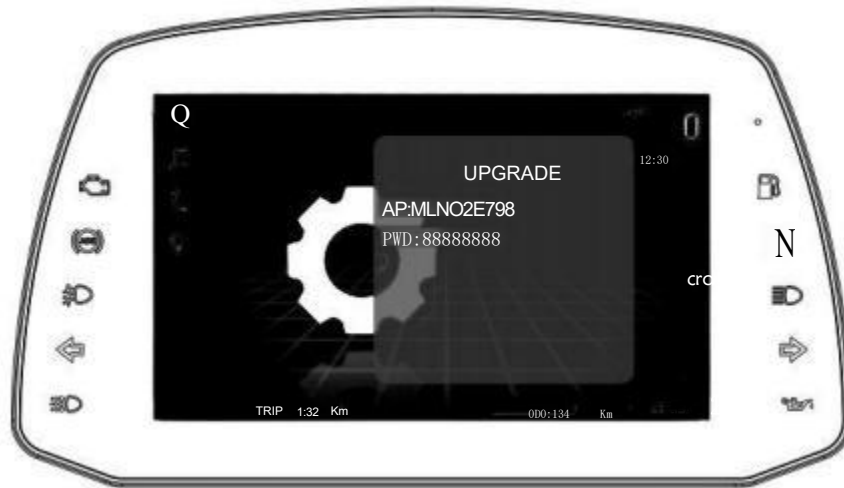 Q
0
12:30
UPGRADE
AP:MLNO2E798
PWD:88888888
N
cro
TRIP 1:32 Km
ODO:134 Km